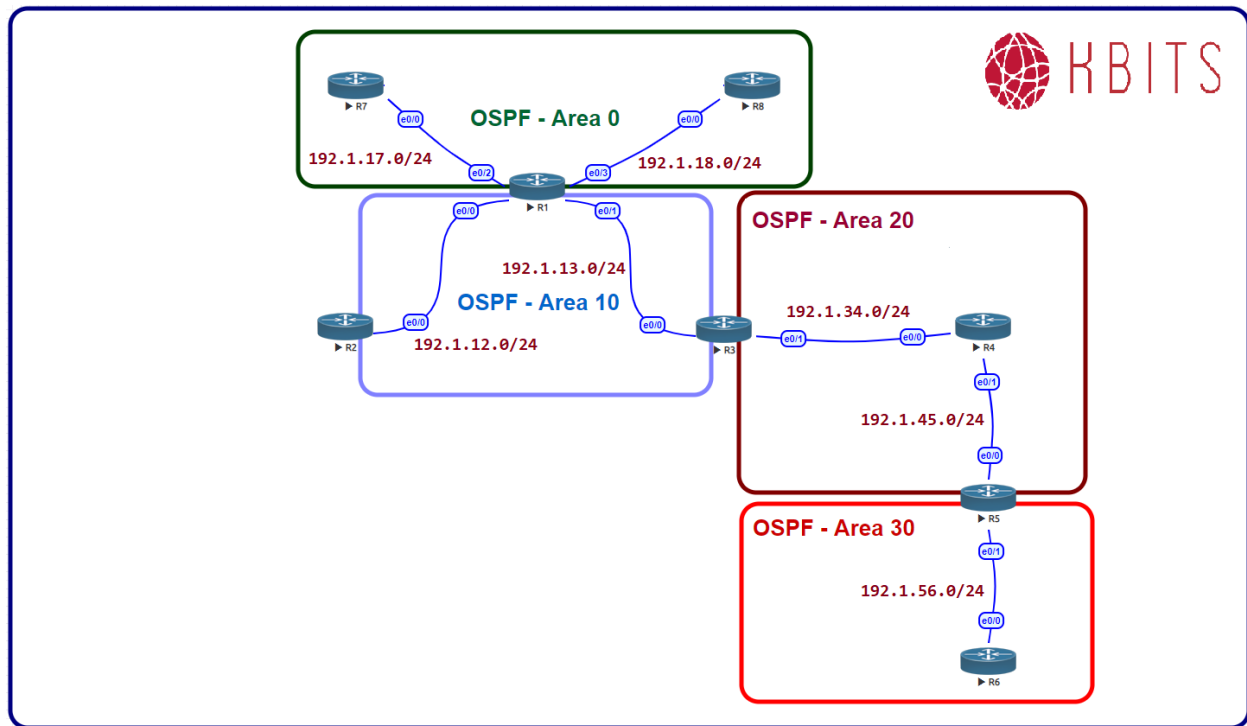 KBITS
R7
R8
e0/0
e0/0
OSPF - Area 0
192.1.17.0/24
192.1.18.0/24
e0/2
e0/3
R1
e0/0
e0/1
OSPF - Area 20
192.1.13.0/24
OSPF - Area 10
192.1.34.0/24
e0/0
e0/0
R2
192.1.12.0/24
R3
e0/1
e0/0
R4
e0/1
192.1.45.0/24
e0/0
R5
OSPF - Area 30
e0/1
192.1.56.0/24
e0/0
R6